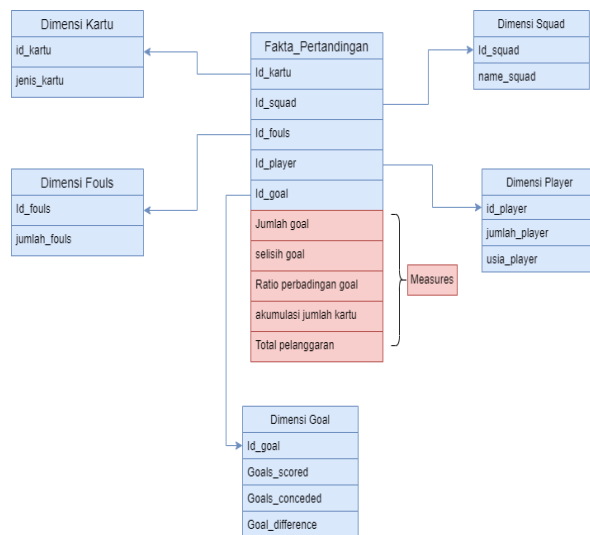 Dimensi Kartu
id_kartu
jenis_kartu
Fakta_Pertandingan
Id_kartu
Id_squad
Id_fouls
Id_player
Id_goal
Jumlah goal
selisih goal
Ratio perbadingan goal
akumulasi jumlah kartu
Total pelanggaran
Measures
Dimensi Squad
Id_squad
name_squad
Dimensi Fouls
Id_fouls
jumlah_fouls
Dimensi Player
id_player
jumlah_player
usia_player
Dimensi Goal
Id_goal
Goals_scored
Goals_conceded
Goal_difference